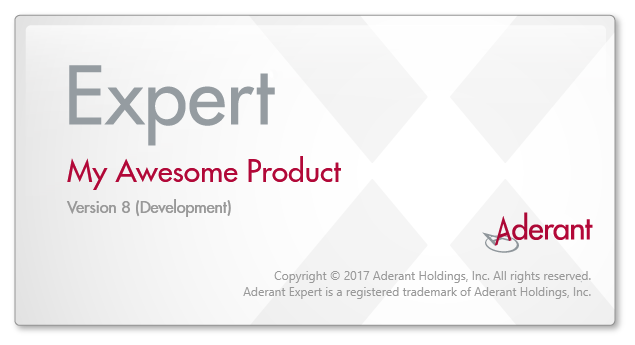 Expert
My Awesome Product
Version 8 (Development)
Aderant
Copyright © 2017 Aderant Holdings, Inc. All rights reserved.
Aderant Expert is a registered trademark of Aderant Holdings, Inc.